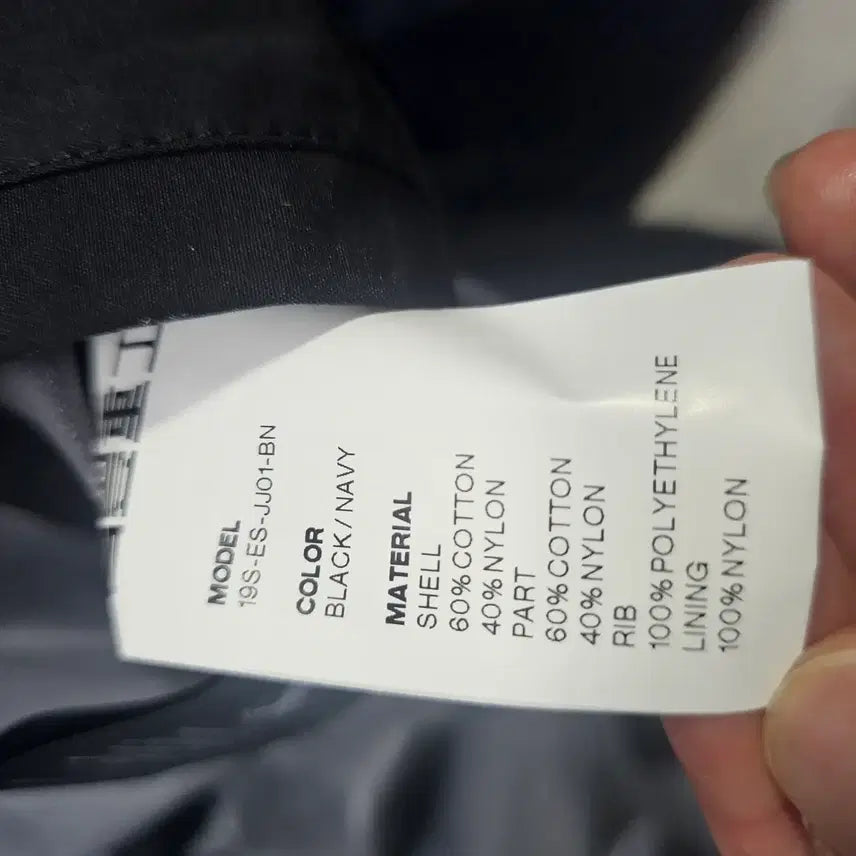 MODEL
19S-ES-JJ01-BN
COLOR
BLACK/NAVY
MATERIAL
SHELL
60%COTTON
40%NYLON
PART
60%COTTON
40%NYLON
RIB
100%POLYETHYLENE
LINING
100%NYLON